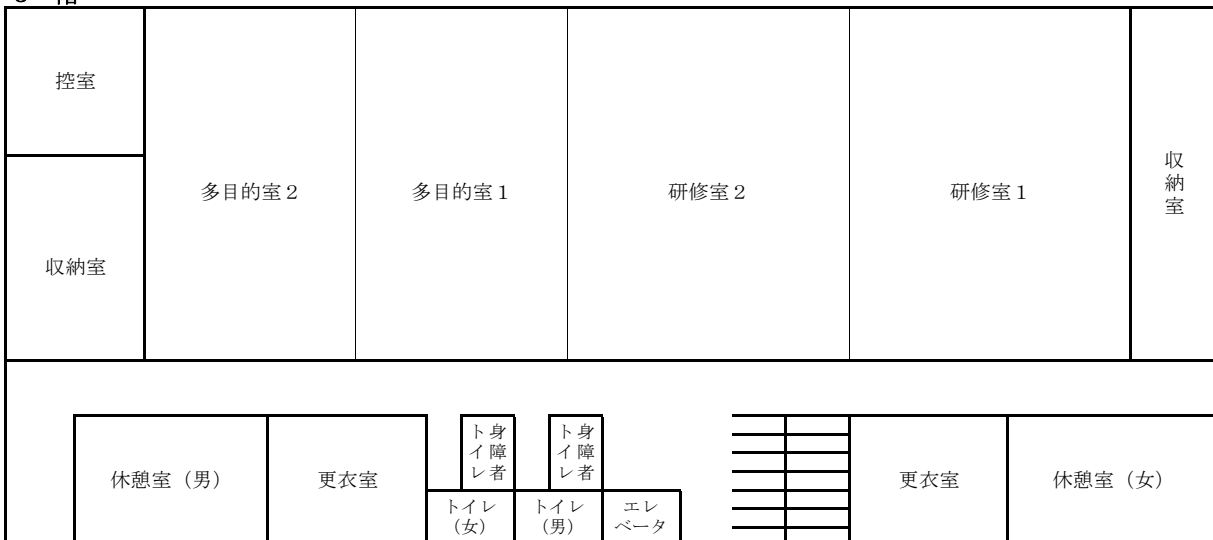 控室
収納室
多目的室２
多目的室１
研修室２
研修室１
収納室
休憩室（男）
更衣室
身障者
トイレ
身障者
トイレ
トイレ
（女）
トイレ
（男）
エレ
ベータ
更衣室
休憩室（女）